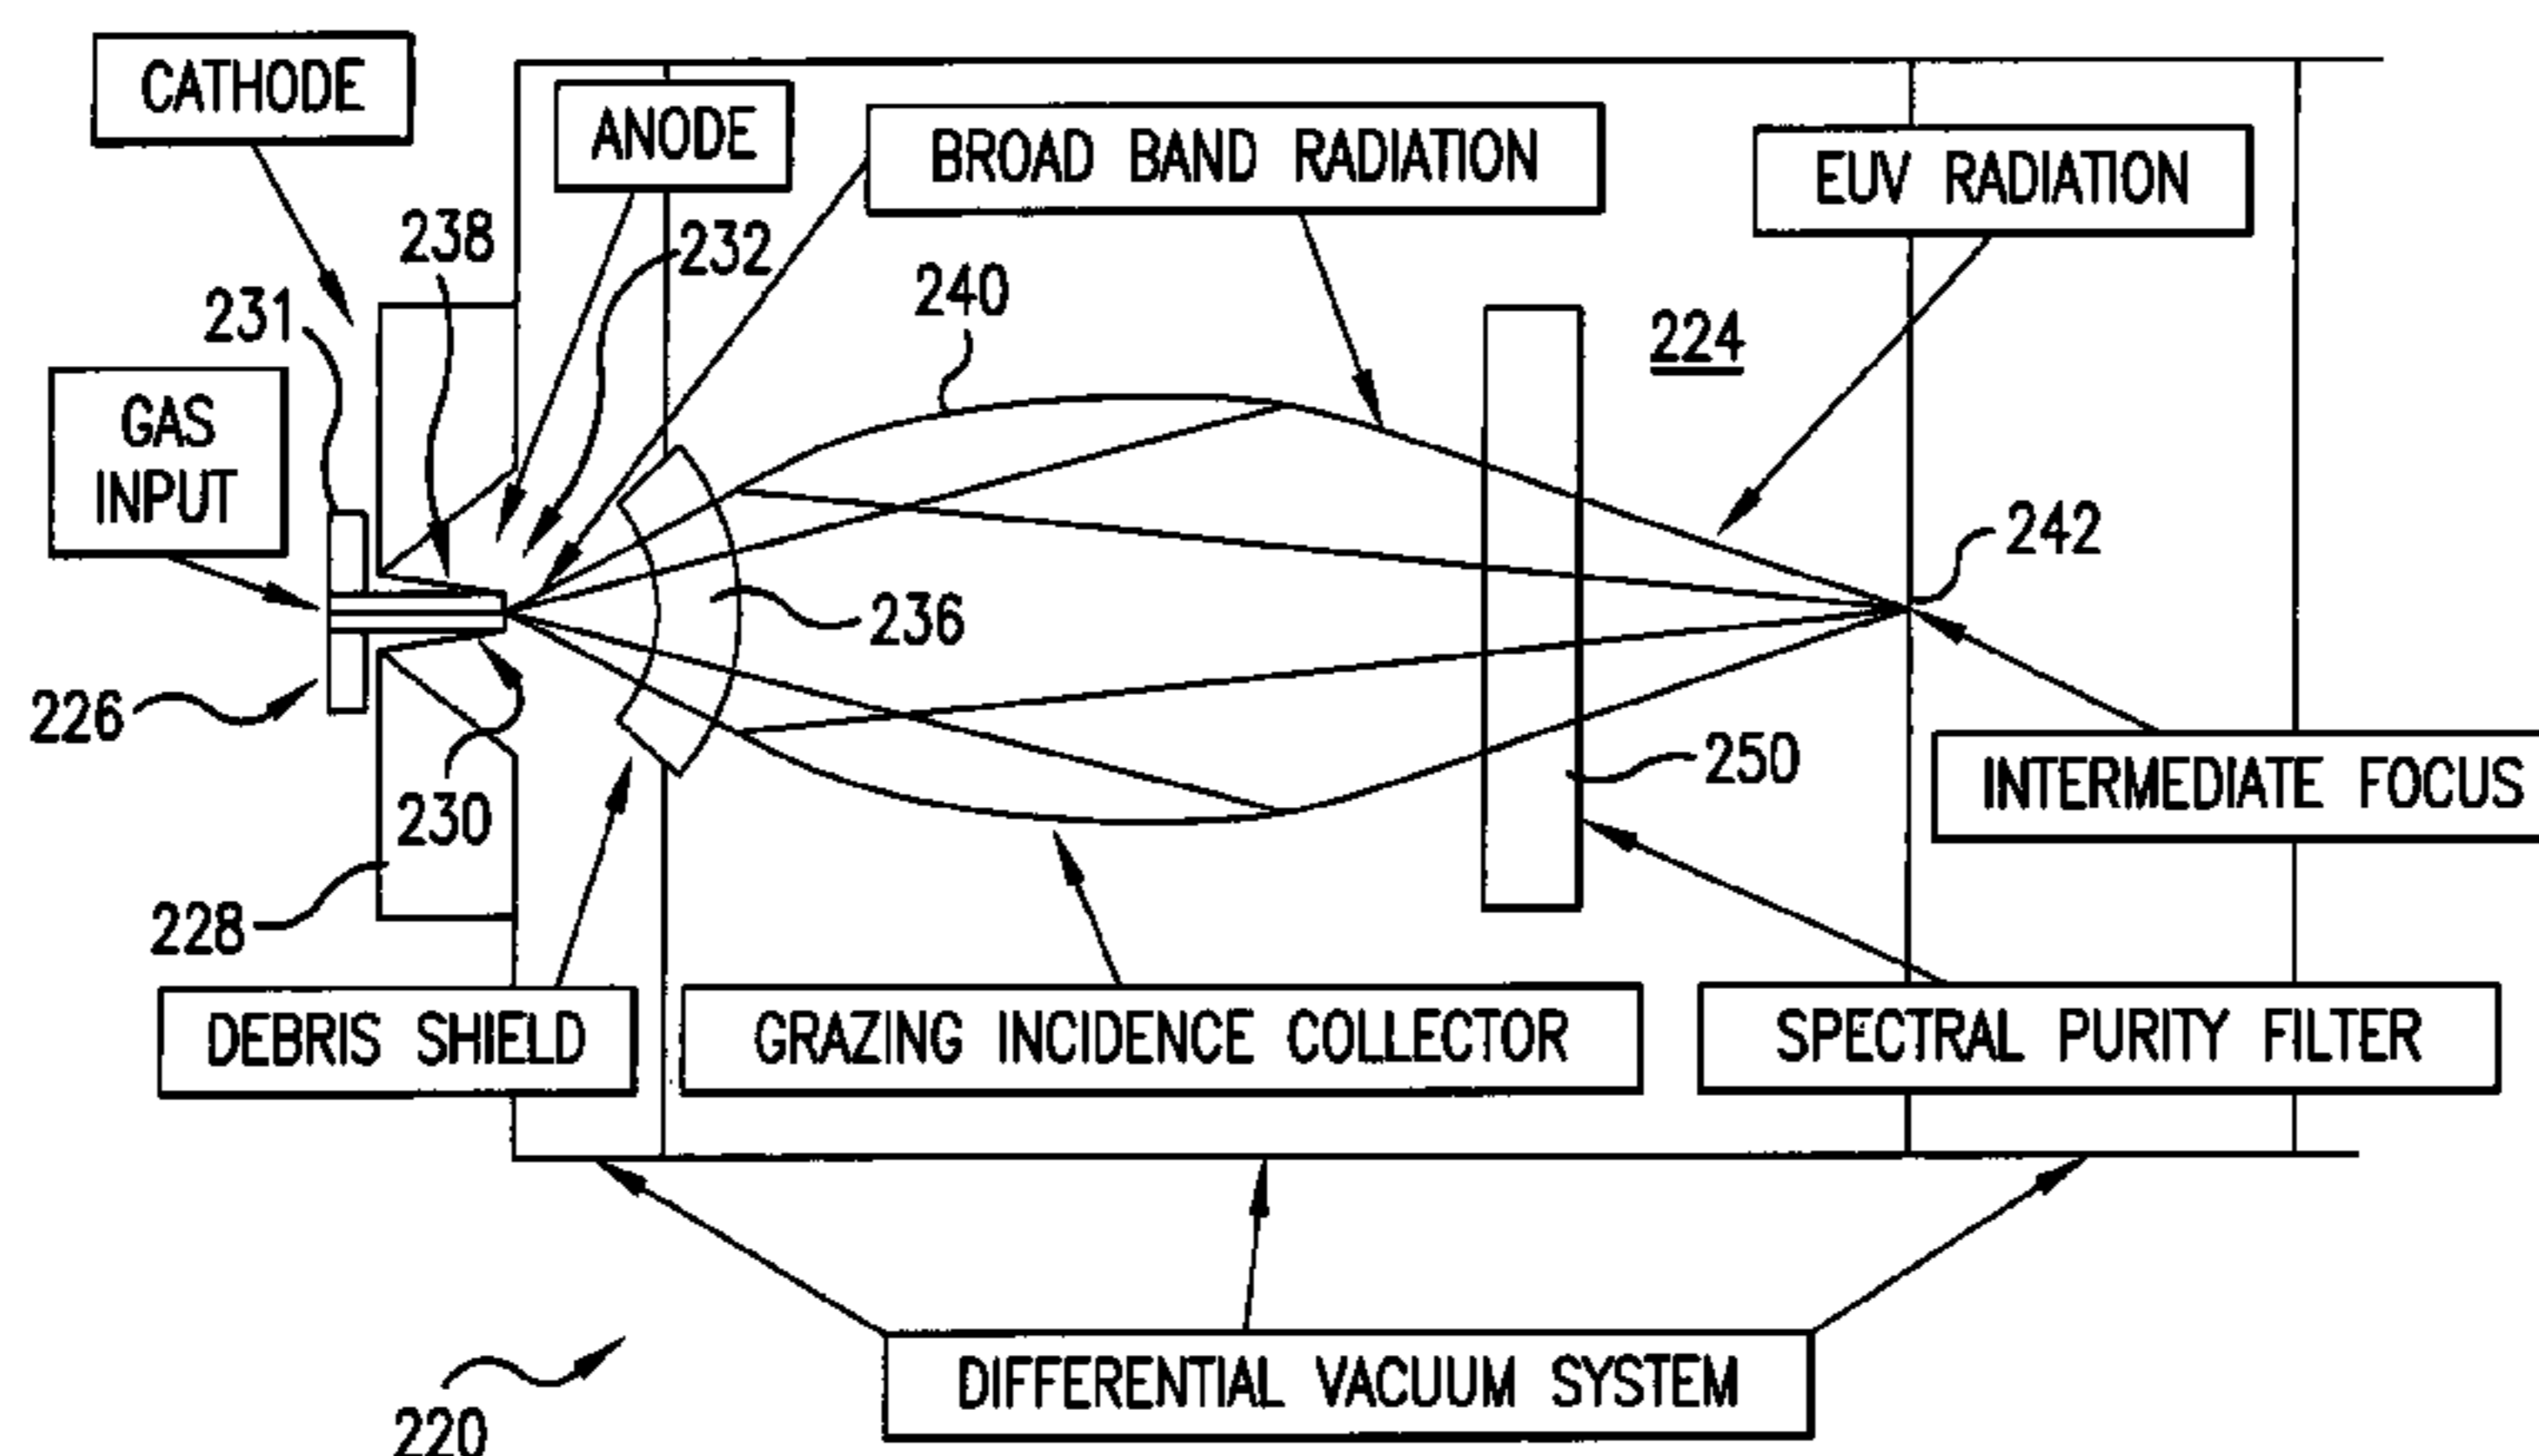 CATHODE
ANODE
BROAD BAND RADIATION
EUV RADIATION
238
232
240
231
224
GAS
INPUT
242
236
226
250
230
INTERMEDIATE FOCUS
228
DEBRIS SHIELD
GRAZING INCIDENCE COLLECTOR
SPECTRAL PURITY FILTER
DIFFERENTIAL VACUUM SYSTEM
220